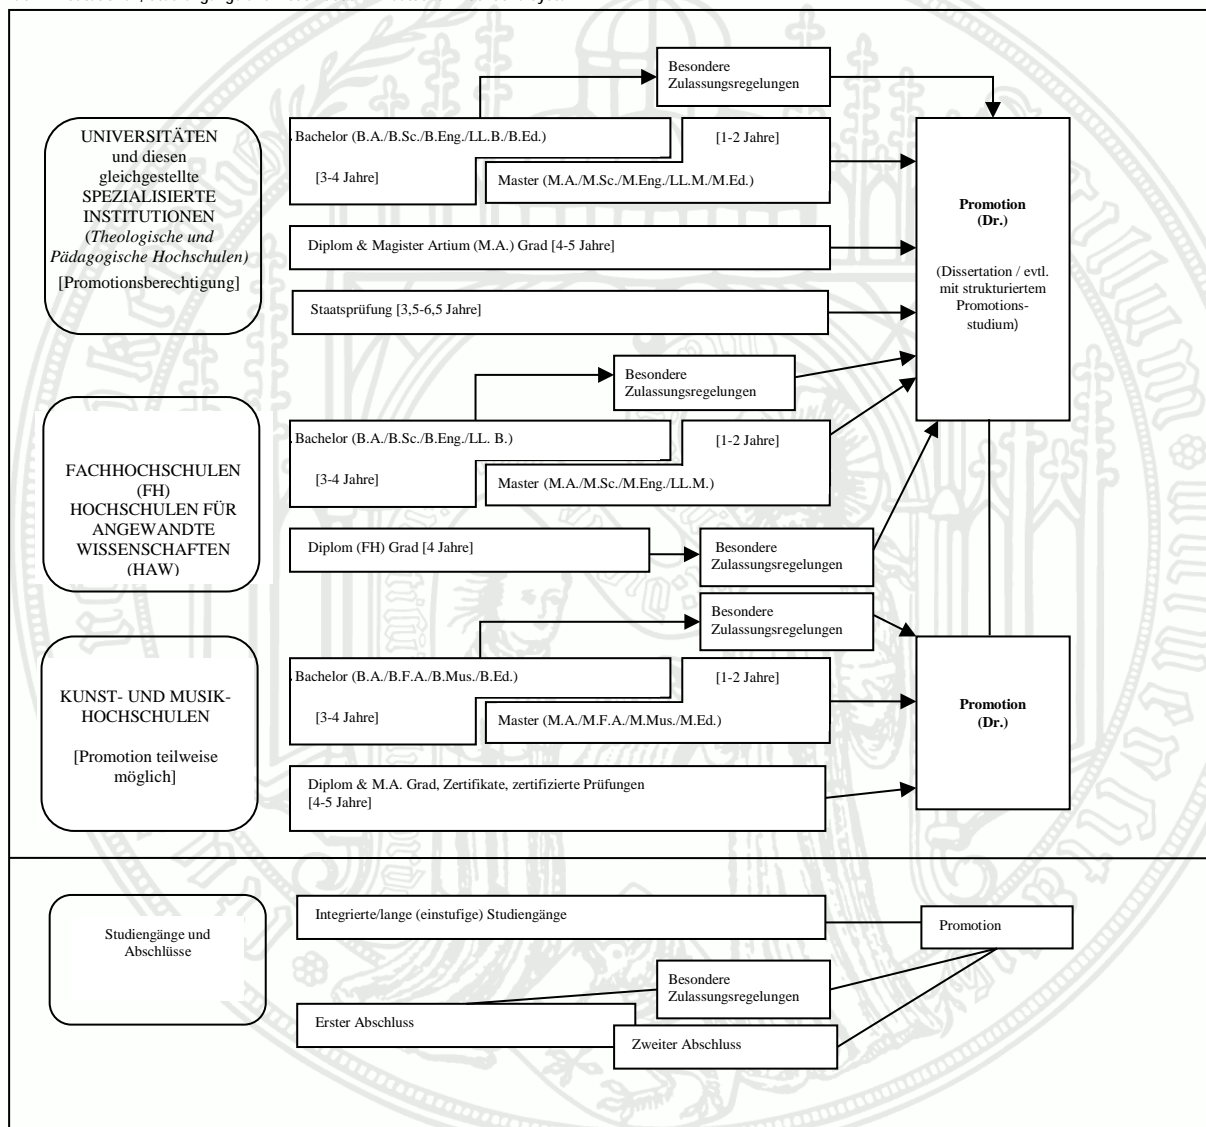 Besondere
Zulassungsregelungen
UNIVERSITÄTEN
und diesen
gleichgestellte
SPEZIALISIERTE
INSTITUTIONEN
(Theologische und
Pädagogische Hochschulen)
[Promotionsberechtigung]
Bachelor (B.A./B.Sc./B.Eng./LL.B./B.Ed.)
[3-4 Jahre]
[1-2 Jahre]
Master (M.A./M.Sc./M.Eng./LL.M./M.Ed.)
Diplom & Magister Artium (M.A.) Grad [4-5 Jahre]
Staatsprüfung [3,5-6,5 Jahre]
Promotion
(Dr.)
(Dissertation / evtl.
mit strukturiertem
Promotions-
studium)
Besondere
Zulassungsregelungen
FACHHOCHSCHULEN
(FH)
HOCHSCHULEN FÜR
ANGEWANDTE
WISSENSCHAFTEN
(HAW)
Bachelor (B.A./B.Sc./B.Eng./LL. B.)
[3-4 Jahre]
[1-2 Jahre]
Master (M.A./M.Sc./M.Eng./LL.M.)
Diplom (FH) Grad [4 Jahre]
Besondere
Zulassungsregelungen
Besondere
Zulassungsregelungen
KUNST- UND MUSIK-
HOCHSCHULEN
[Promotion teilweise
möglich]
Bachelor (B.A./B.F.A./B.Mus./B.Ed.)
[3-4 Jahre]
[1-2 Jahre]
Master (M.A./M.F.A./M.Mus./M.Ed.)
Diplom & M.A. Grad, Zertifikate, zertifizierte Prüfungen
[4-5 Jahre]
Promotion
(Dr.)
Studiengänge und
Abschlüsse
Integrierte/lange (einstufige) Studiengänge
Promotion
Besondere
Zulassungsregelungen
Erster Abschluss
Zweiter Abschluss